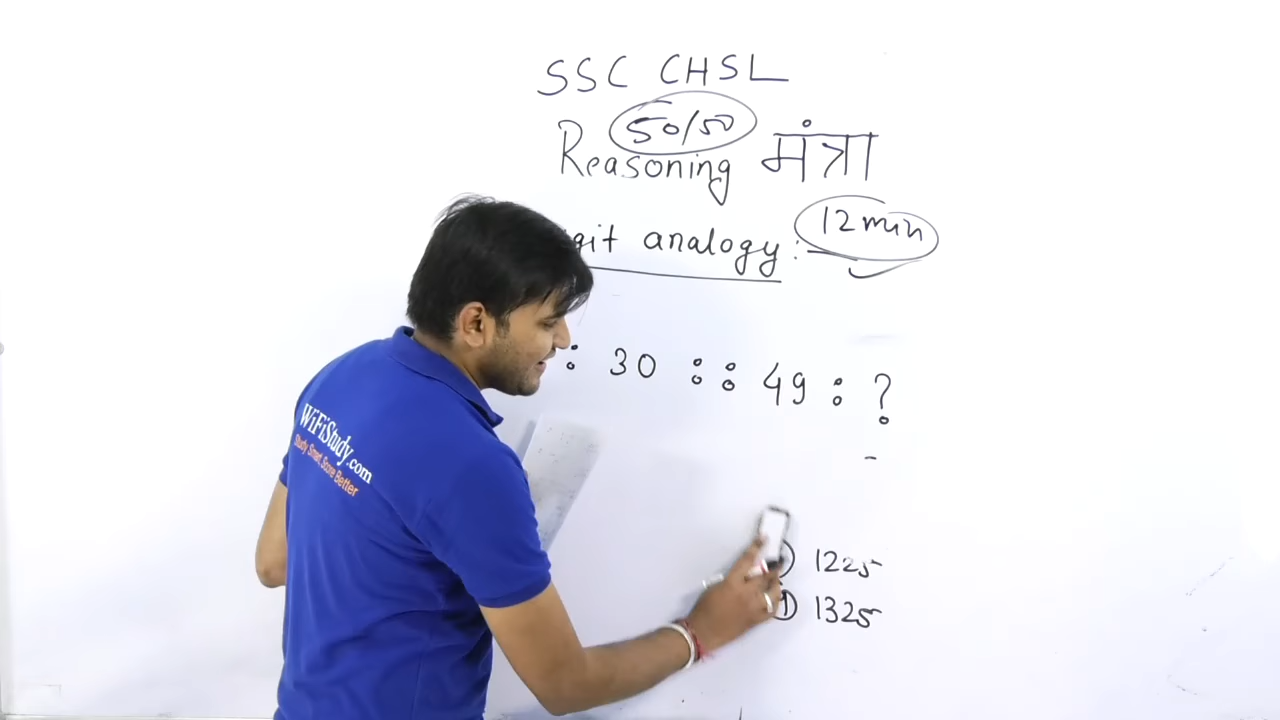 SSC CHSL
50/50
Reasoning मंत्रा
analogy :
12 min
: 30 :: 49 : ?
1225
1325
WiFiStudy.com
Study Smart Score Better